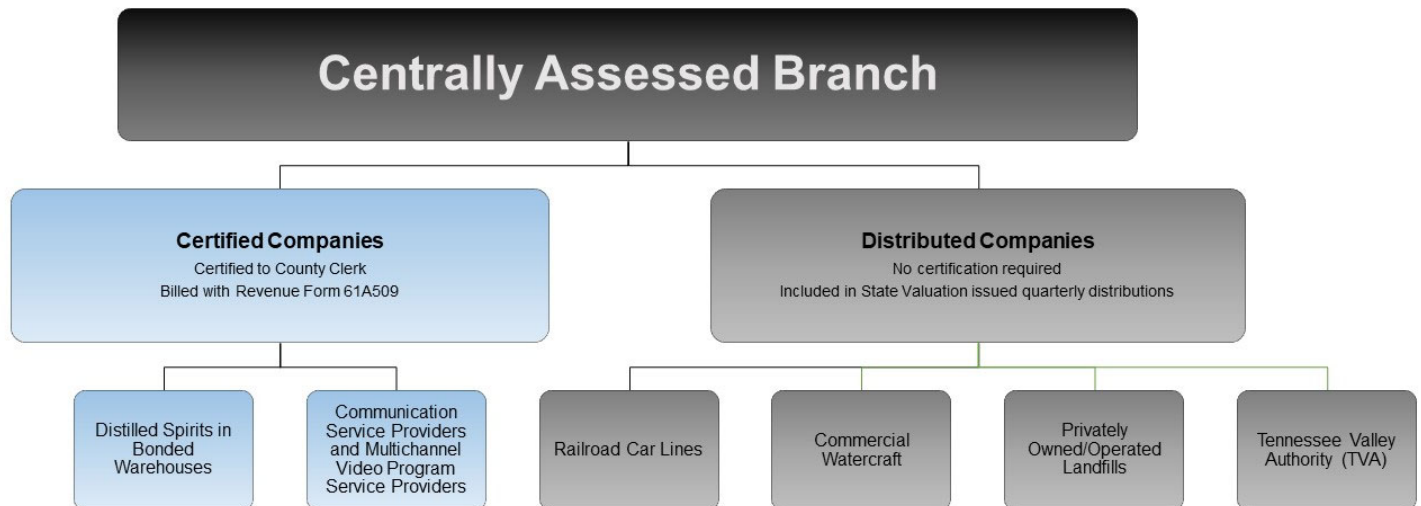 Centrally Assessed Branch
Certified Companies
Certified to County Clerk
Billed with Revenue Form 61A509
Distributed Companies
No certification required
Included in State Valuation issued quarterly distributions
Distilled Spirits in
Bonded
Warehouses
Communication
Service Providers
and Multichannel
Video Program
Service Providers
Railroad Car Lines
Commercial
Watercraft
Privately
Owned/Operated
Landfills
Tennessee Valley
Authority (TVA)